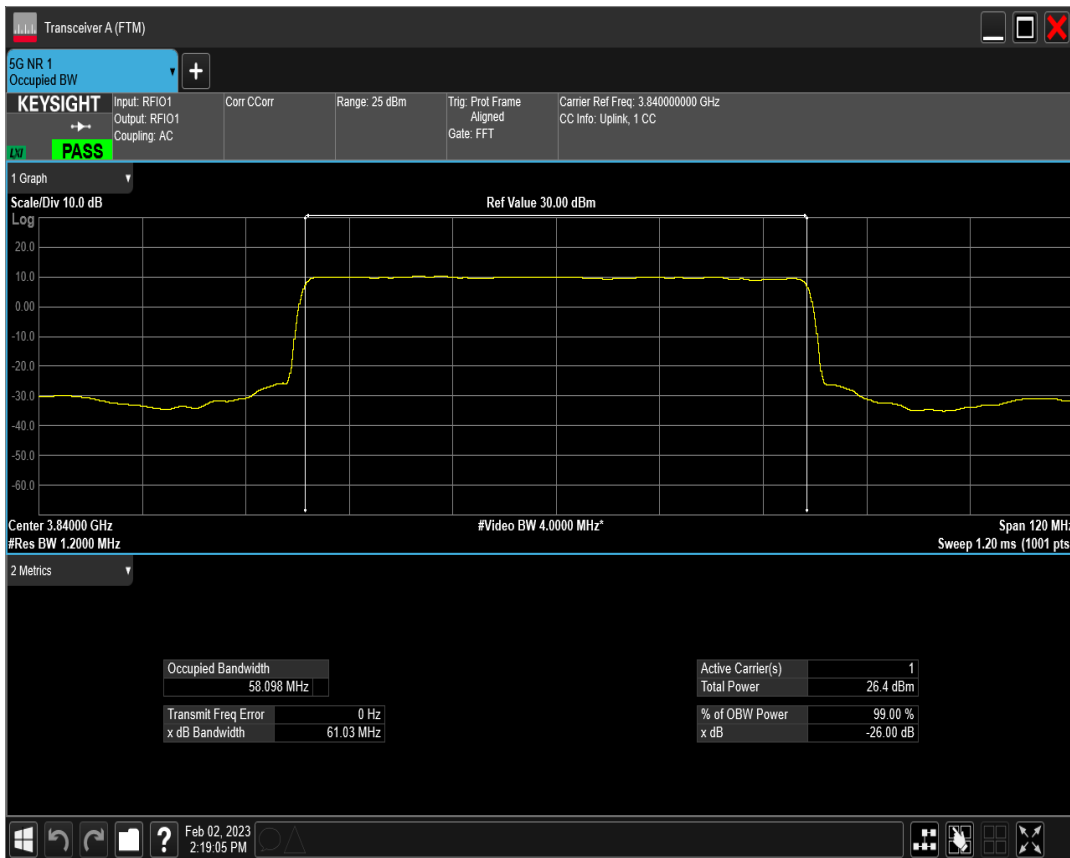 Transceiver A (FTM)
5G NR 1
Occupied BW
+
KEYSIGHT
LXI
PASS
Input: RFIO1
Output: RFIO1
Coupling: AC
Corr CCorr
Range: 25 dBm
Trig: Prot Frame
Aligned
Gate: FFT
Carrier Ref Freq: 3.840000000 GHz
CC Info: Uplink, 1 CC
1 Graph
Scale/Div 10.0 dB
Ref Value 30.00 dBm
Log
20.0
10.0
0.00
-10.0
-20.0
-30.0
-40.0
-50.0
-60.0
Center 3.84000 GHz
#Video BW 4.0000 MHz*
Span 120 MHz
#Res BW 1.2000 MHz
Sweep 1.20 ms (1001 pts
2 Metrics
Occupied Bandwidth
58.098 MHz
Transmit Freq Error 0 Hz
x dB Bandwidth 61.03 MHz
Active Carrier(s) 1
Total Power 26.4 dBm
% of OBW Power 99.00 %
x dB -26.00 dB
?
Feb 02, 2023
2:19:05 PM